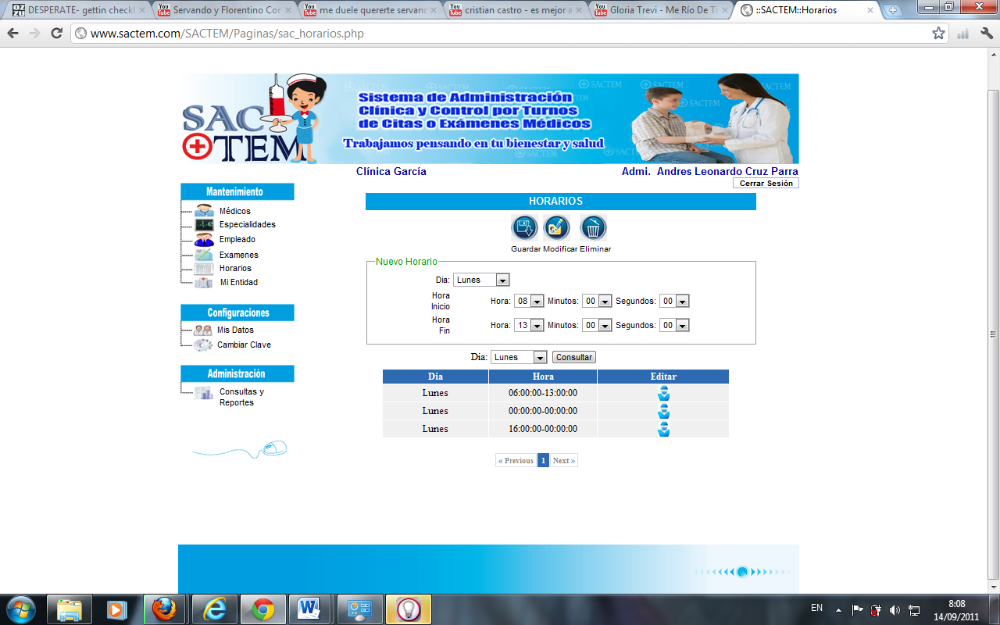 DESPERATE- gettin checkl
Servando y Florentino Cor
me duele quererte servand
cristian castro - es mejor a
Gloria Trevi - Me Río De Ti
::SACTEM::Horarios
www.sactem.com/SACTEM/Paginas/sac_horarios.php
SAC
TEM
Sistema de Administración
Clínica y Control por Turnos
de Citas o Exámenes Médicos
Trabajamos pensando en tu bienestar y salud
SACTEM
Clínica García
Admi. Andres Leonardo Cruz Parra
Cerrar Sesión
Mantenimiento
Médicos
Especialidades
Empleado
Examenes
Horarios
Mi Entidad
Configuraciones
Mis Datos
Cambiar Clave
Administración
Consultas y
Reportes
HORARIOS
Guardar Modificar Eliminar
Nuevo Horario
Dia: Lunes
Hora
Inicio
Hora: 08 Minutos: 00 Segundos: 00
Hora
Fin
Hora: 13 Minutos: 00 Segundos: 00
Dia: Lunes Consultar
Dia Hora Editar
Lunes 06:00:00-13:00:00
Lunes 00:00:00-00:00:00
Lunes 16:00:00-00:00:00
« Previous 1 Next »
EN
8:08
14/09/2011